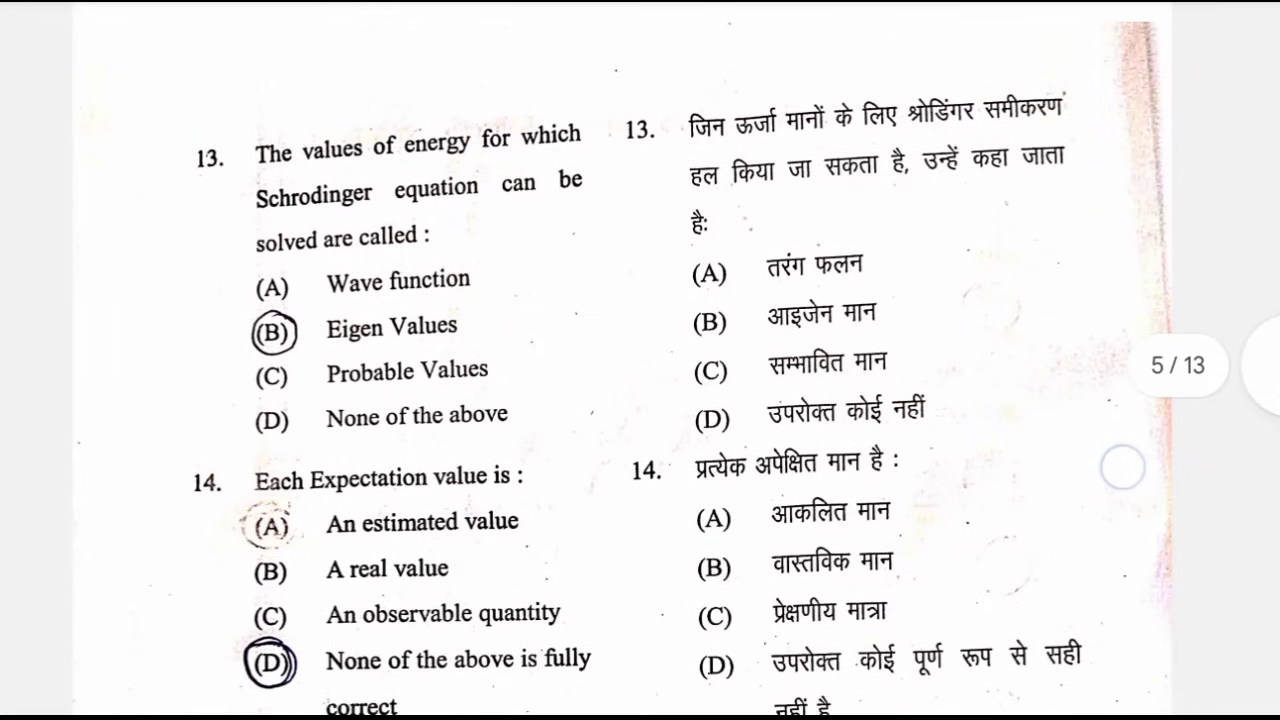 13. The values of energy for which
Schrodinger equation can be
solved are called :
(A) Wave function
(B) Eigen Values
(C) Probable Values
(D) None of the above
14. Each Expectation value is :
(A) An estimated value
(B) A real value
(C) An observable quantity
(D) None of the above is fully
correct
13. जिन ऊर्जा मानों के लिए श्रोडिंगर समीकरण
हल किया जा सकता है, उन्हें कहा जाता
है:
(A) तरंग फलन
(B) आइजेन मान
(C) सम्भावित मान
(D) उपरोक्त कोई नहीं
14. प्रत्येक अपेक्षित मान है :
(A) आकलित मान
(B) वास्तविक मान
(C) प्रेक्षणीय मात्रा
(D) उपरोक्त कोई पूर्ण रूप से सही
नहीं है
5 / 13